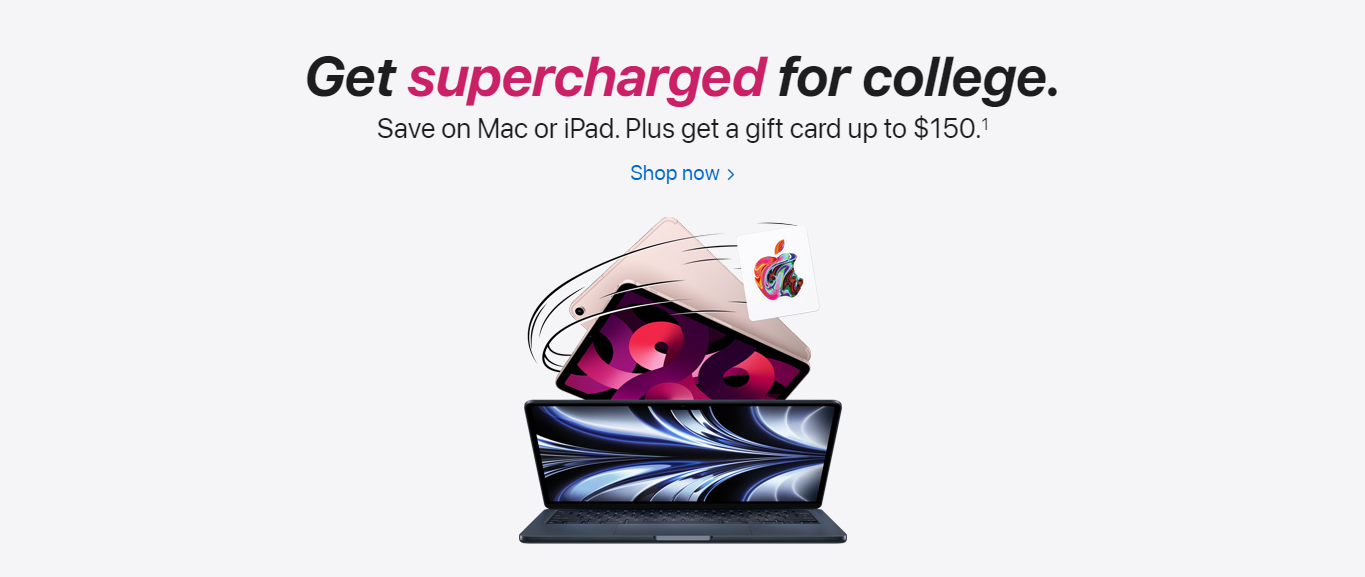 Get supercharged for college.
Save on Mac or iPad. Plus get a gift card up to $150.¹
Shop now >